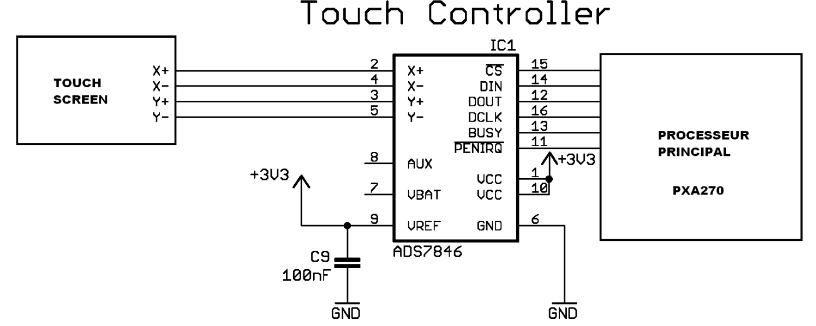 Touch Controller
IC1
TOUCH
SCREEN
X+ 2 X+ CS 15
X- 4 X- DIN 14
Y+ 3 Y+ DOUT 12
Y- 5 Y- DCLK 16
BUSY 13
PENIRQ 11
8 AUX
+3V3
VCC 1
7 VBAT VCC 10
+3V3
9 VREF GND 6
ADS7846
C9
100nF
GND
GND
PROCESSEUR
PRINCIPAL
PXA270